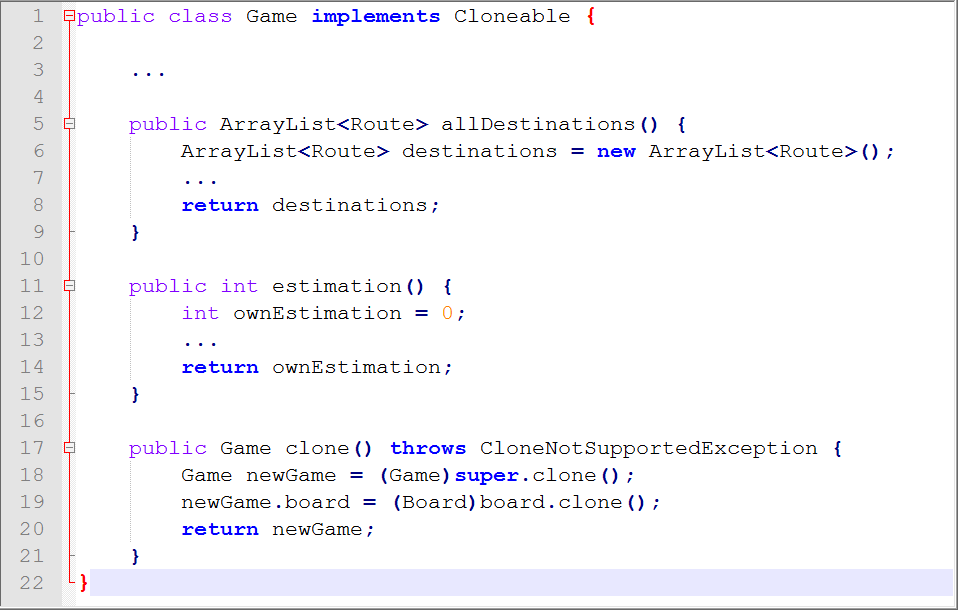 1 public class Game implements Cloneable {
2
3 ...
4
5 public ArrayList<Route> allDestinations() {
6 ArrayList<Route> destinations = new ArrayList<Route>();
7 ...
8 return destinations;
9 }
10
11 public int estimation() {
12 int ownEstimation = 0;
13 ...
14 return ownEstimation;
15 }
16
17 public Game clone() throws CloneNotSupportedException {
18 Game newGame = (Game)super.clone();
19 newGame.board = (Board)board.clone();
20 return newGame;
21 }
22 }